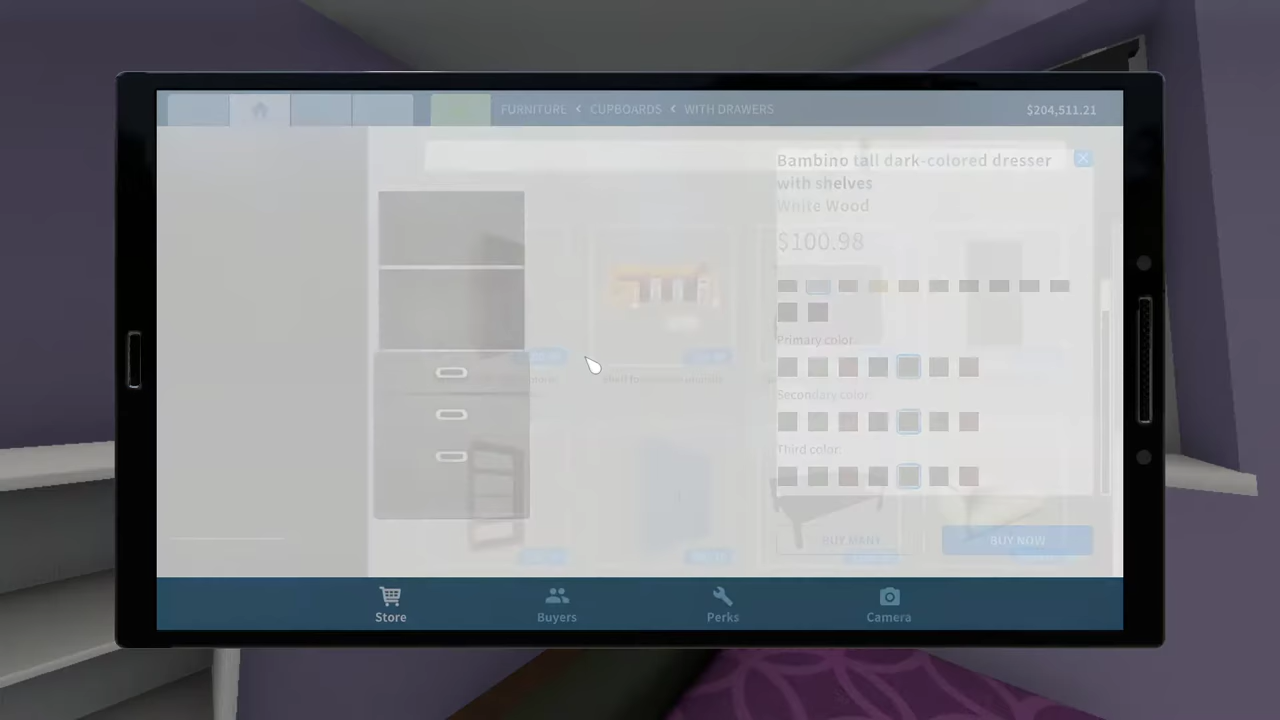 FURNITURE < CUPBOARDS < WITH DRAWERS
$204,511.21
Bambino tall dark-colored dresser
with shelves
White Wood
$100.98
Primary color:
Secondary color:
Third color:
BUY MANY
BUY NOW
Store
Buyers
Perks
Camera